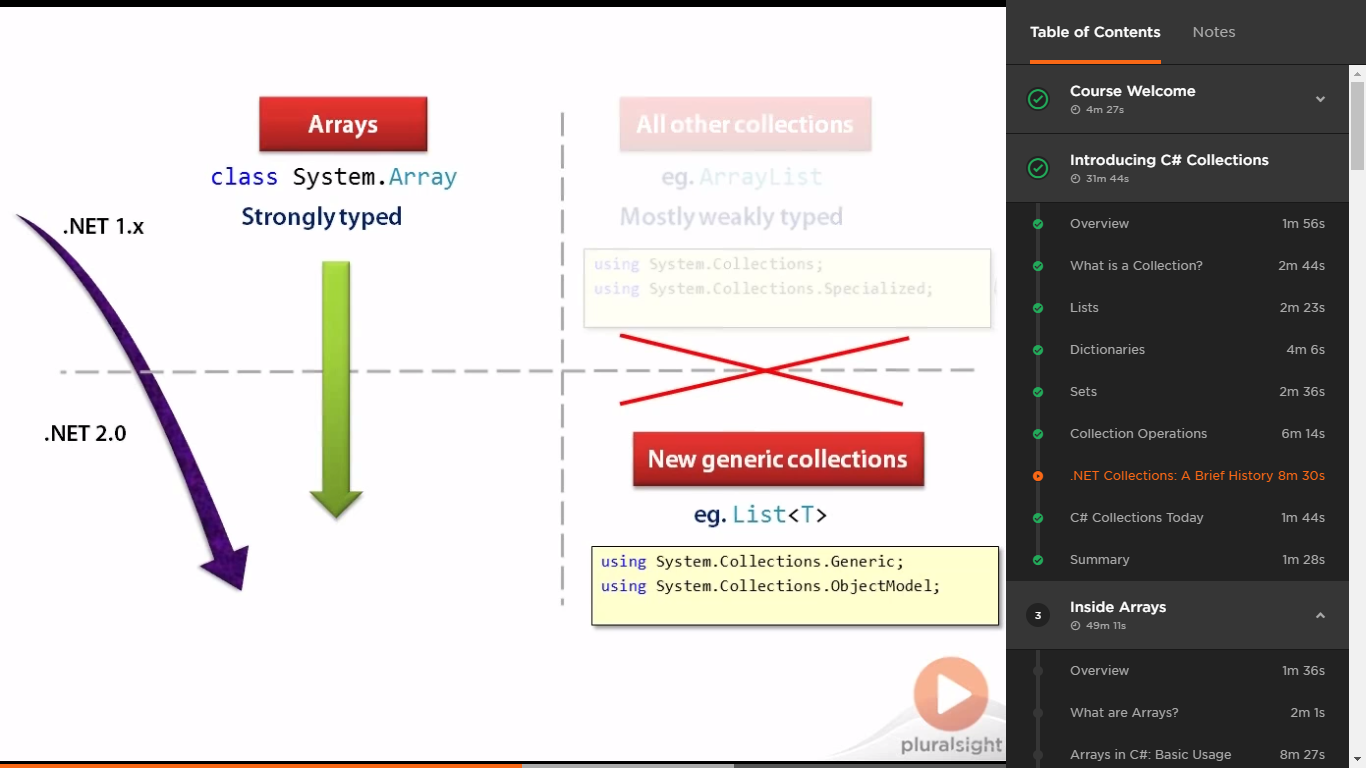 Arrays
class System.Array
Strongly typed
.NET 1.x
.NET 2.0
All other collections
eg. ArrayList
Mostly weakly typed
using System.Collections;
using System.Collections.Specialized;
New generic collections
eg. List<T>
using System.Collections.Generic;
using System.Collections.ObjectModel;
pluralsight
Table of Contents Notes
Course Welcome
4m 27s
Introducing C# Collections
31m 44s
Overview 1m 56s
What is a Collection? 2m 44s
Lists 2m 23s
Dictionaries 4m 6s
Sets 2m 36s
Collection Operations 6m 14s
.NET Collections: A Brief History 8m 30s
C# Collections Today 1m 44s
Summary 1m 28s
3 Inside Arrays
49m 11s
Overview 1m 36s
What are Arrays? 2m 1s
Arrays in C#: Basic Usage 8m 27s